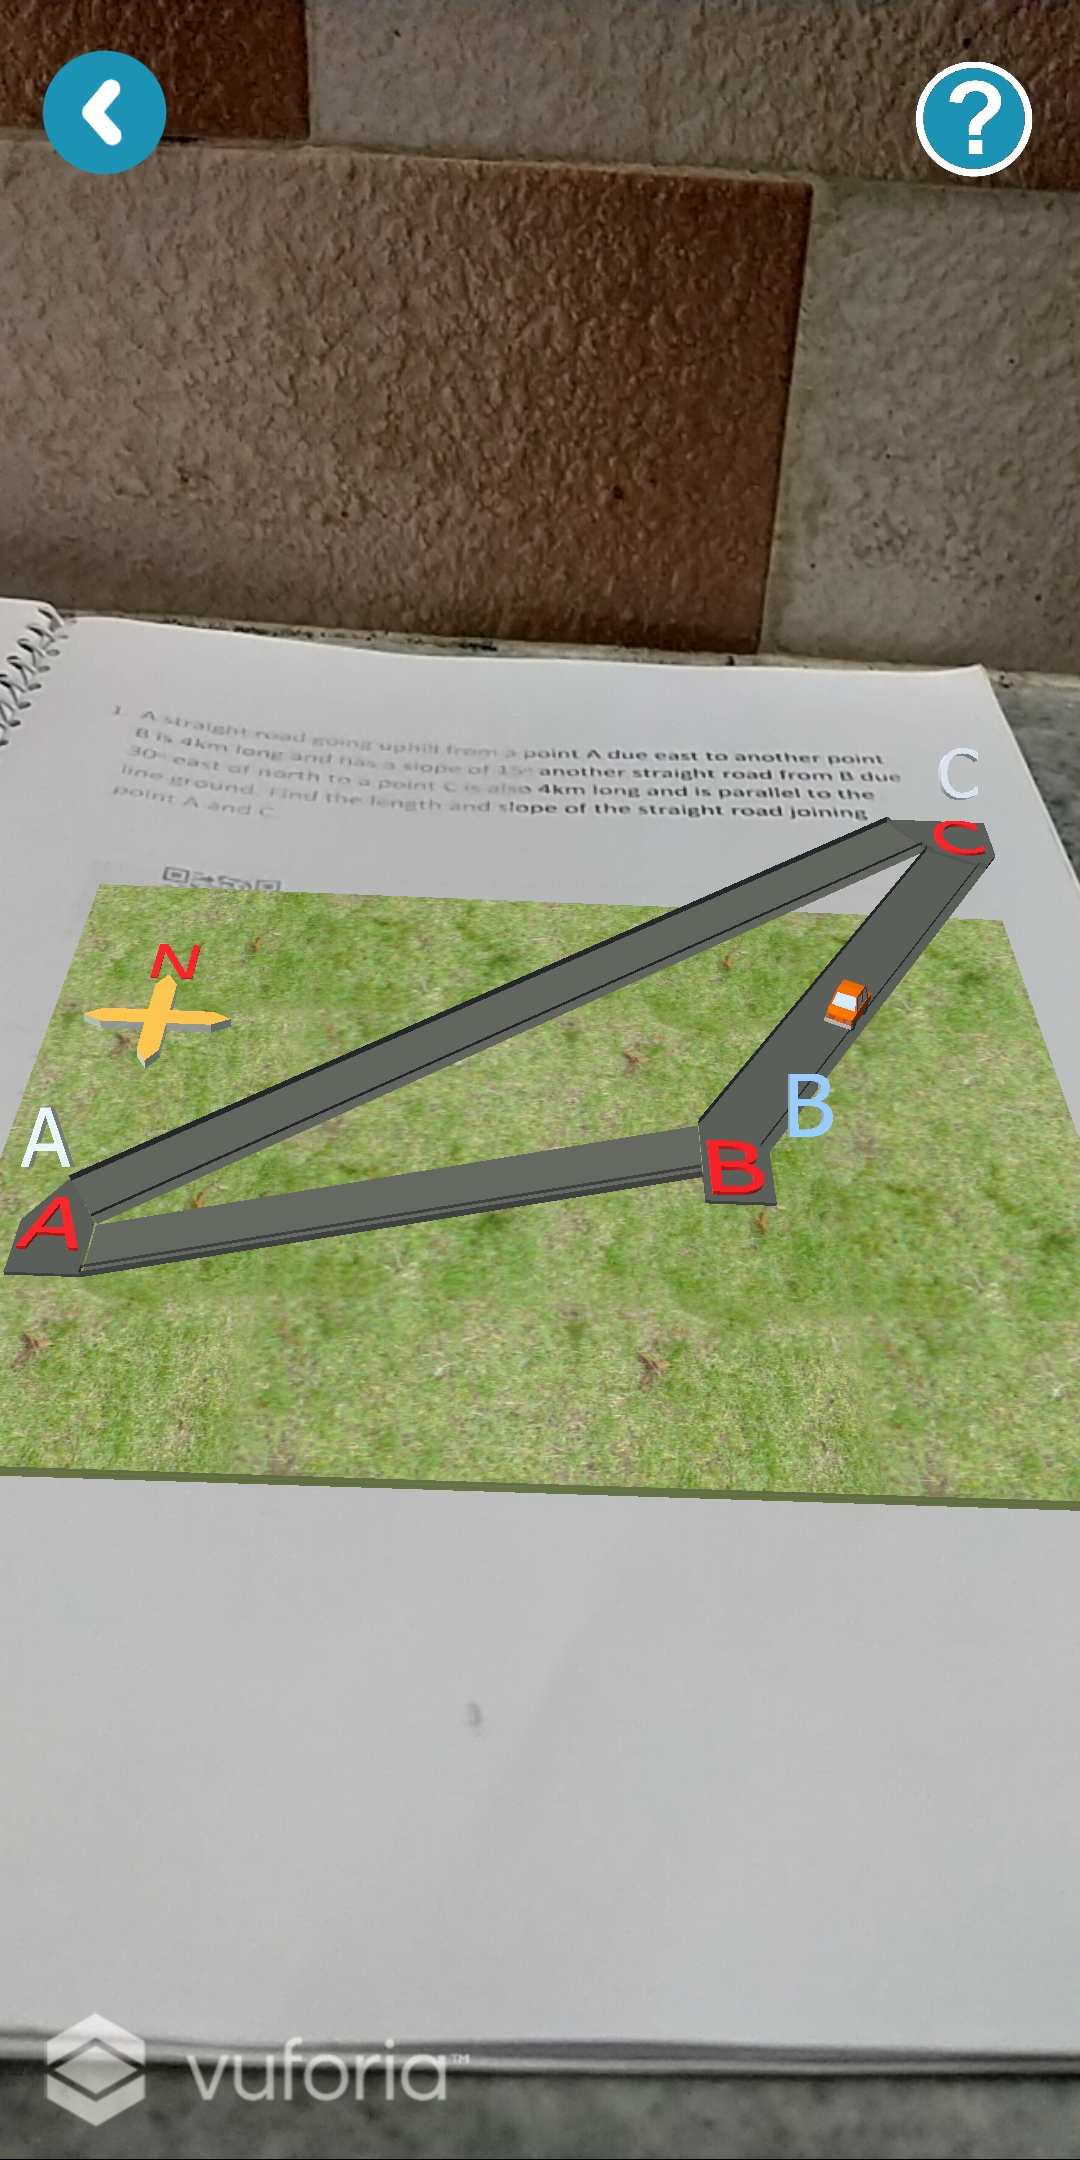 1. A straight road going uphill from a point A due east to another point
B is 4km long and has a slope of 15° another straight road from B due
30° east of north to a point C is also 4km long and is parallel to the
line ground. Find the length and slope of the straight road joining
point A and C.
C
C
N
A
B
A
B
vuforia™